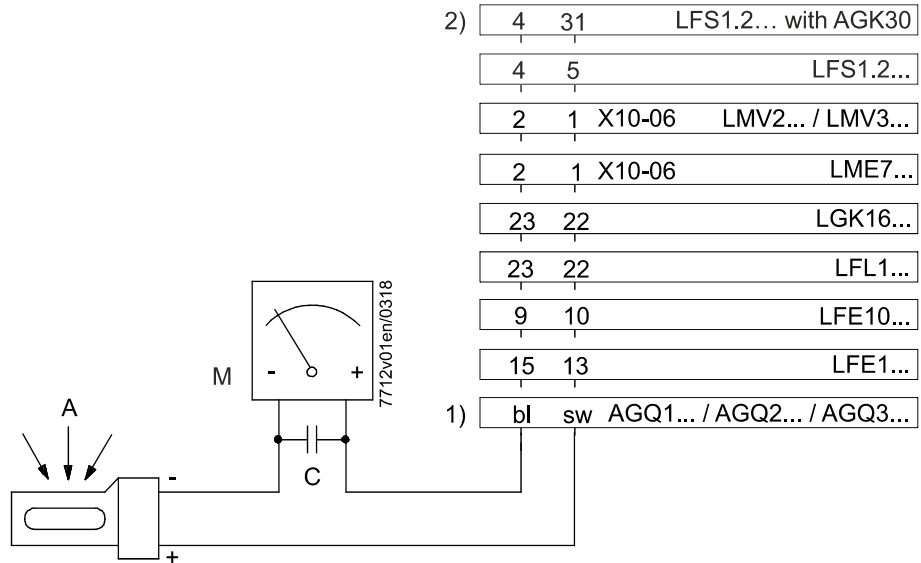 2) 4 31 LFS1.2... with AGK30
4 5 LFS1.2...
2 1 X10-06 LMV2... / LMV3...
2 1 X10-06 LME7...
23 22 LGK16...
23 22 LFL1...
9 10 LFE10...
15 13 LFE1...
1) bl sw AGQ1... / AGQ2... / AGQ3...
M - +
7712v01en/0318
A
C
-
+